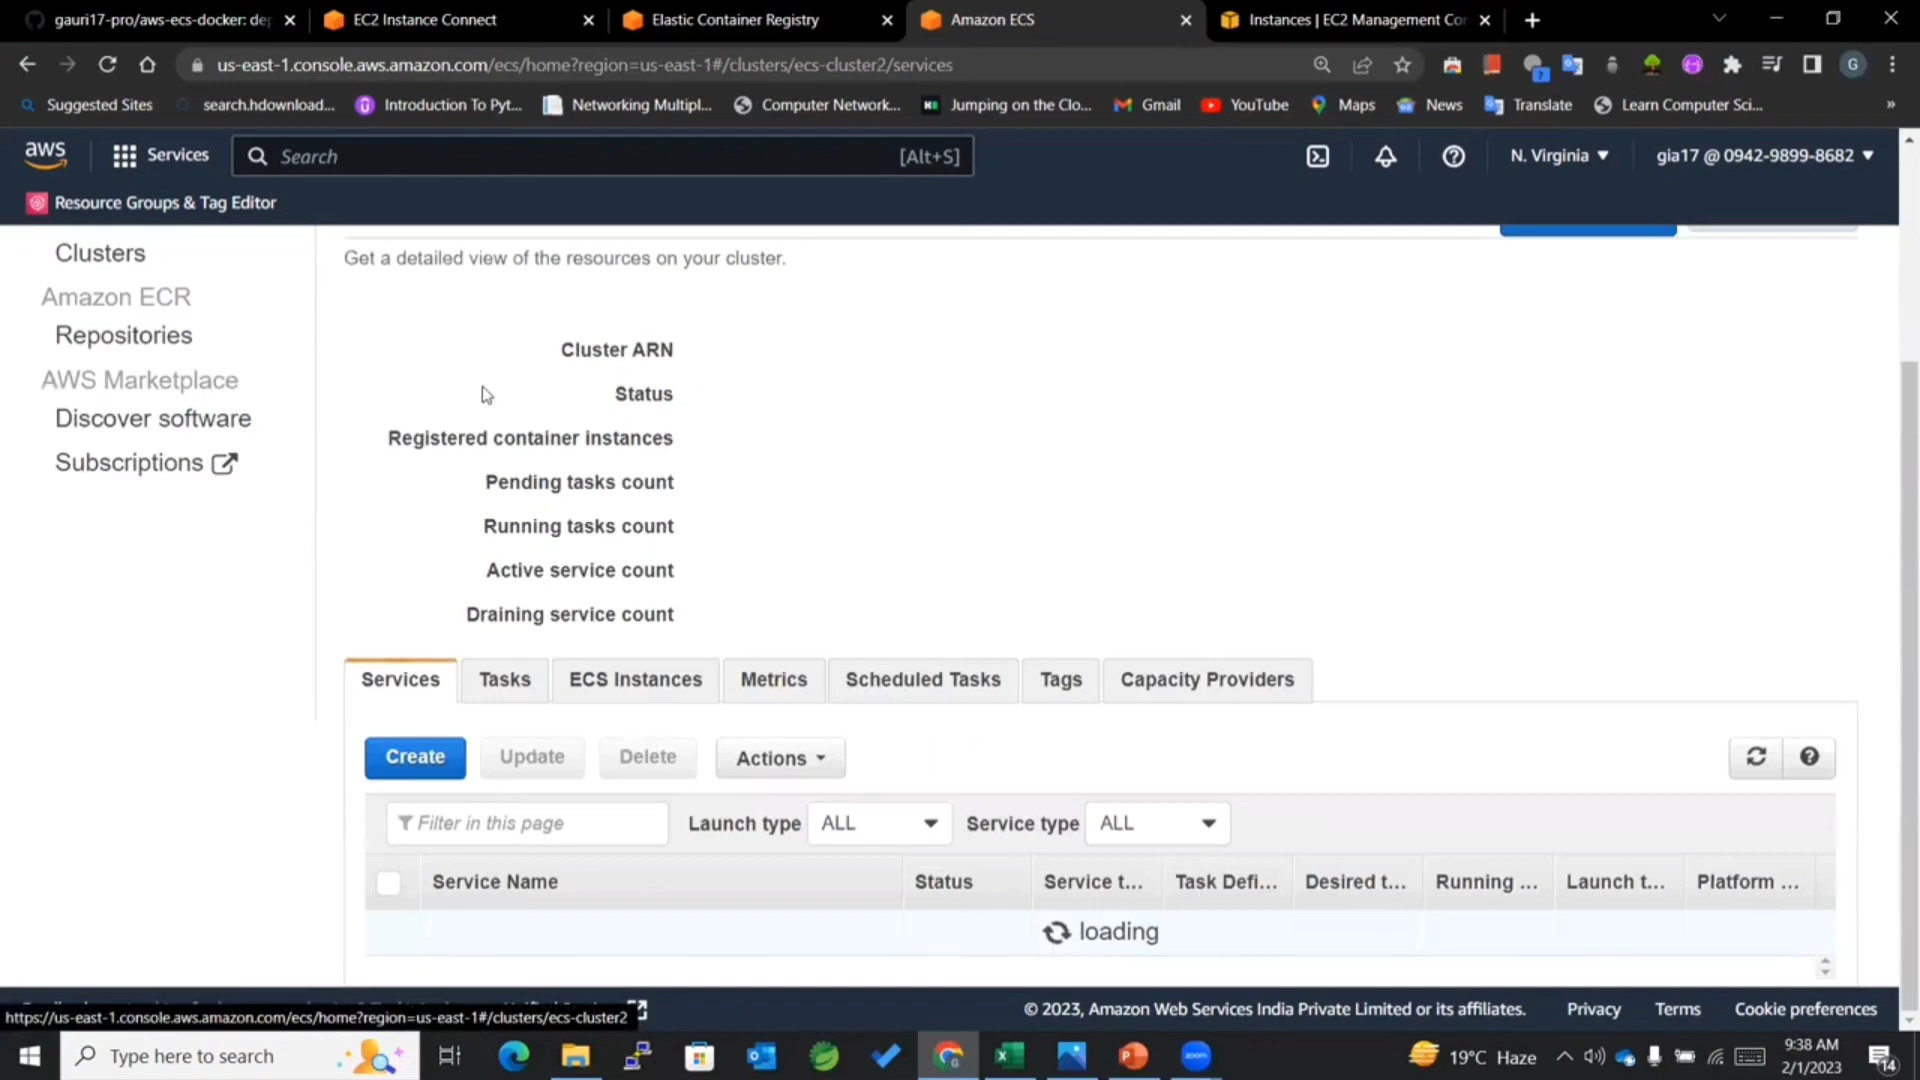 gauri17-pro/aws-ecs-docker: dep
EC2 Instance Connect
Elastic Container Registry
Amazon ECS
Instances | EC2 Management Con
us-east-1.console.aws.amazon.com/ecs/home?region=us-east-1#/clusters/ecs-cluster2/services
G
Suggested Sites
search.hdownload...
Introduction To Pyt...
Networking Multipl...
Computer Network...
Jumping on the Clo...
Gmail
YouTube
Maps
News
Translate
Learn Computer Sci...
»
aws
Services
Search
[Alt+S]
N. Virginia
gia17 @ 0942-9899-8682
Resource Groups & Tag Editor
Clusters
Amazon ECR
Repositories
AWS Marketplace
Discover software
Subscriptions
Get a detailed view of the resources on your cluster.
Cluster ARN
Status
Registered container instances
Pending tasks count
Running tasks count
Active service count
Draining service count
Services
Tasks
ECS Instances
Metrics
Scheduled Tasks
Tags
Capacity Providers
Create
Update
Delete
Actions
Filter in this page
Launch type
ALL
Service type
ALL
Service Name
Status
Service t...
Task Defi...
Desired t...
Running ...
Launch t...
Platform ...
loading
© 2023, Amazon Web Services India Private Limited or its affiliates.
Privacy
Terms
Cookie preferences
https://us-east-1.console.aws.amazon.com/ecs/home?region=us-east-1#/clusters/ecs-cluster2
Type here to search
zoom
19°C Haze
9:38 AM
2/1/2023
14